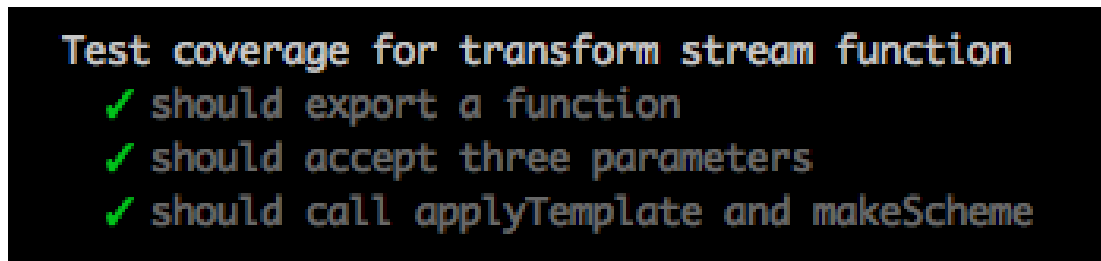 Test coverage for transform stream function
✓ should export a function
✓ should accept three parameters
✓ should call applyTemplate and makeScheme